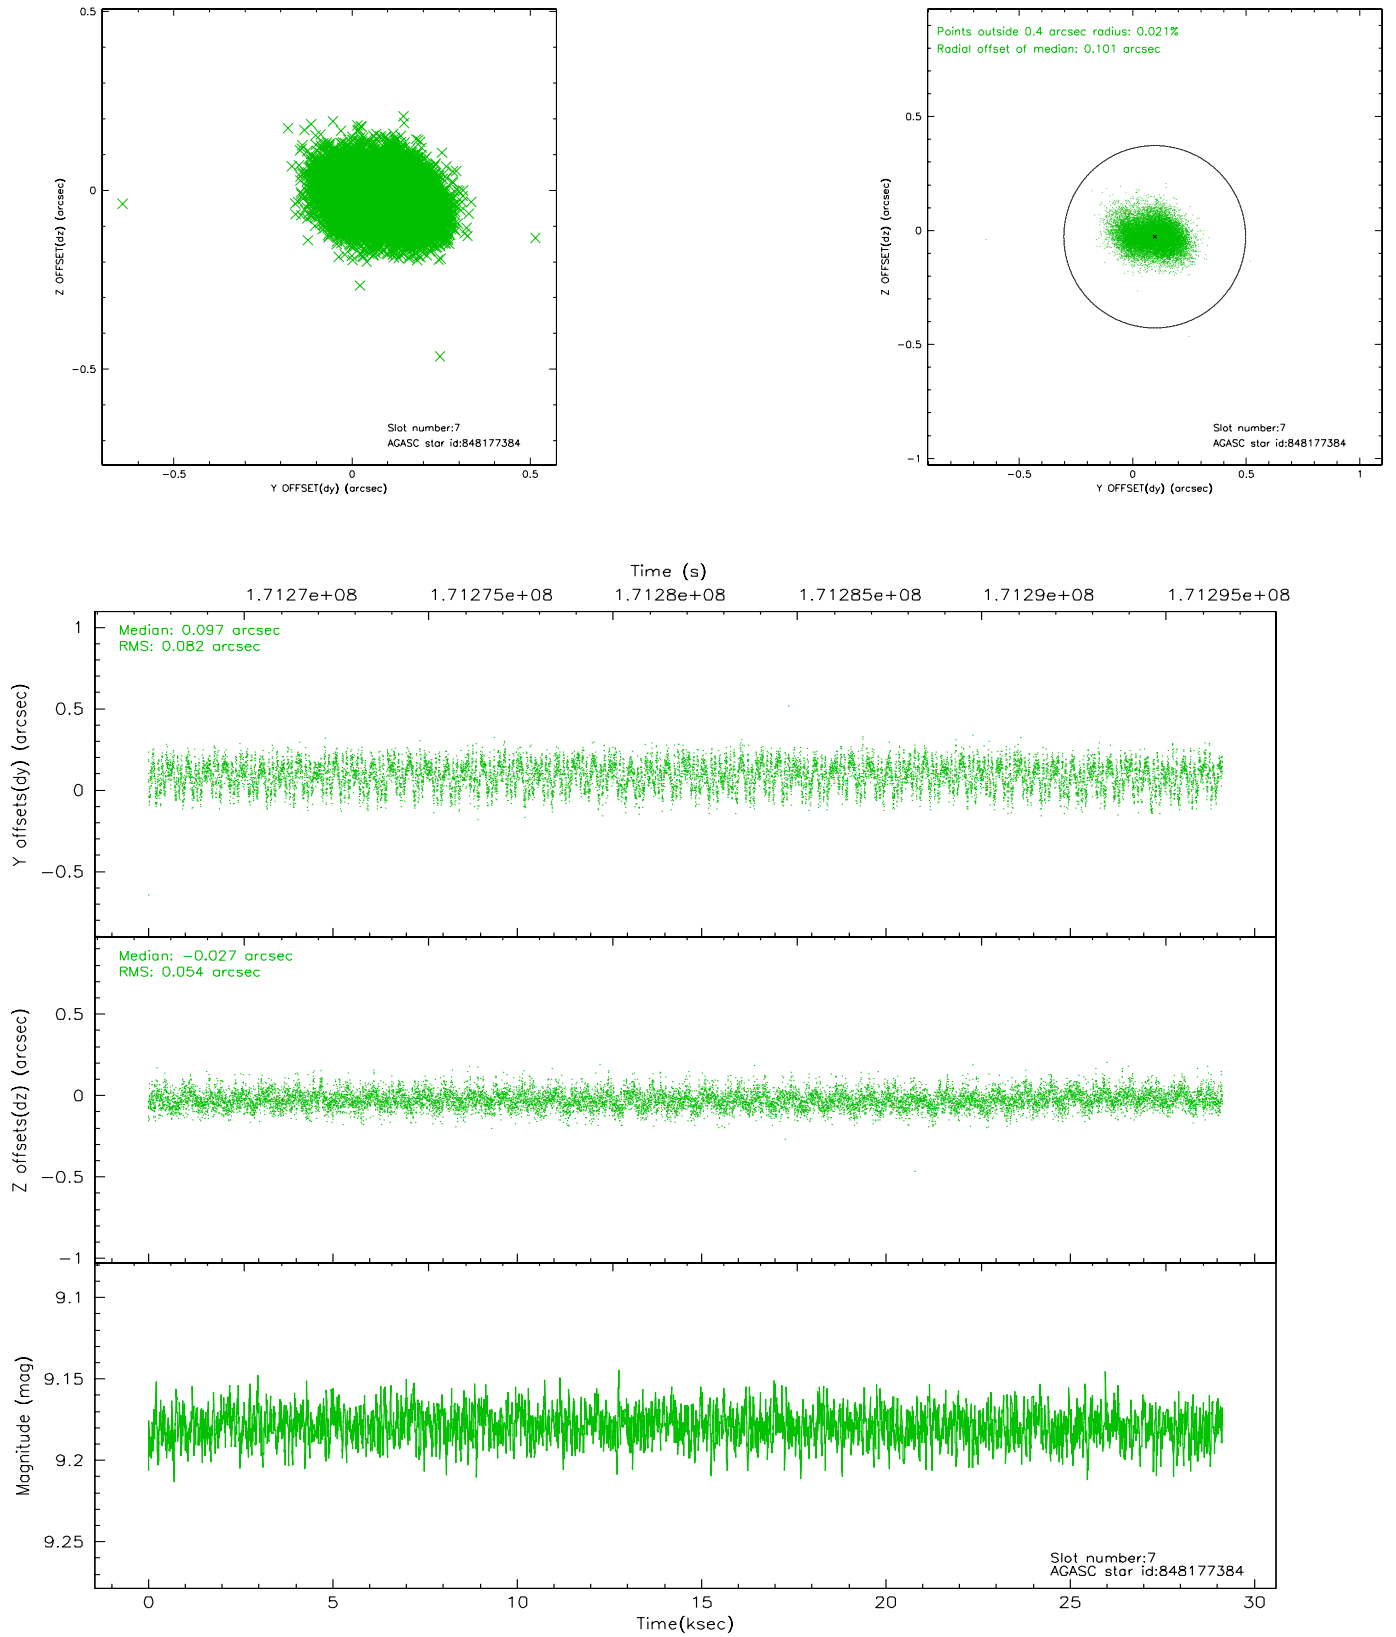 0.5
0
−0.5
Z OFFSET(dz) (arcsec)
Slot number:7
AGASC star id:848177384
−0.5
0
0.5
Y OFFSET(dy) (arcsec)
Points outside 0.4 arcsec radius: 0.021%
Radial offset of median: 0.101 arcsec
0.5
0
−0.5
−1
Z OFFSET(dz) (arcsec)
Slot number:7
AGASC star id:848177384
−0.5
0
0.5
1
Y OFFSET(dy) (arcsec)
Time (s)
1.7127e+08
1.71275e+08
1.7128e+08
1.71285e+08
1.7129e+08
1.71295e+08
Median: 0.097 arcsec
RMS: 0.082 arcsec
1
0.5
0
−0.5
Y offsets(dy) (arcsec)
Median: −0.027 arcsec
RMS: 0.054 arcsec
0.5
0
−0.5
−1
Z offsets(dz) (arcsec)
9.1
9.15
9.2
9.25
Magnitude (mag)
Slot number:7
AGASC star id:848177384
0
5
10
15
20
25
30
Time(ksec)